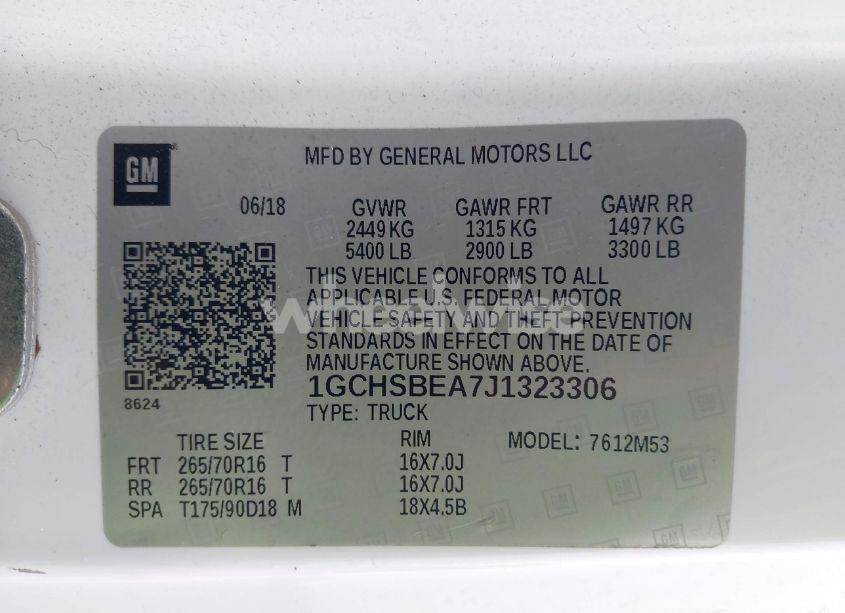 GM
MFD BY GENERAL MOTORS LLC
06/18 GVWR GAWR FRT GAWR RR
2449 KG 1315 KG 1497 KG
5400 LB 2900 LB 3300 LB
THIS VEHICLE CONFORMS TO ALL
APPLICABLE U.S. FEDERAL MOTOR
VEHICLE SAFETY AND THEFT PREVENTION
STANDARDS IN EFFECT ON THE DATE OF
MANUFACTURE SHOWN ABOVE.
1GCHSBEA7J1323306
8624
TYPE: TRUCK
TIRE SIZE RIM MODEL: 7612M53
FRT 265/70R16 T 16X7.0J
RR 265/70R16 T 16X7.0J
SPA T175/90D18 M 18X4.5B
wheelwise